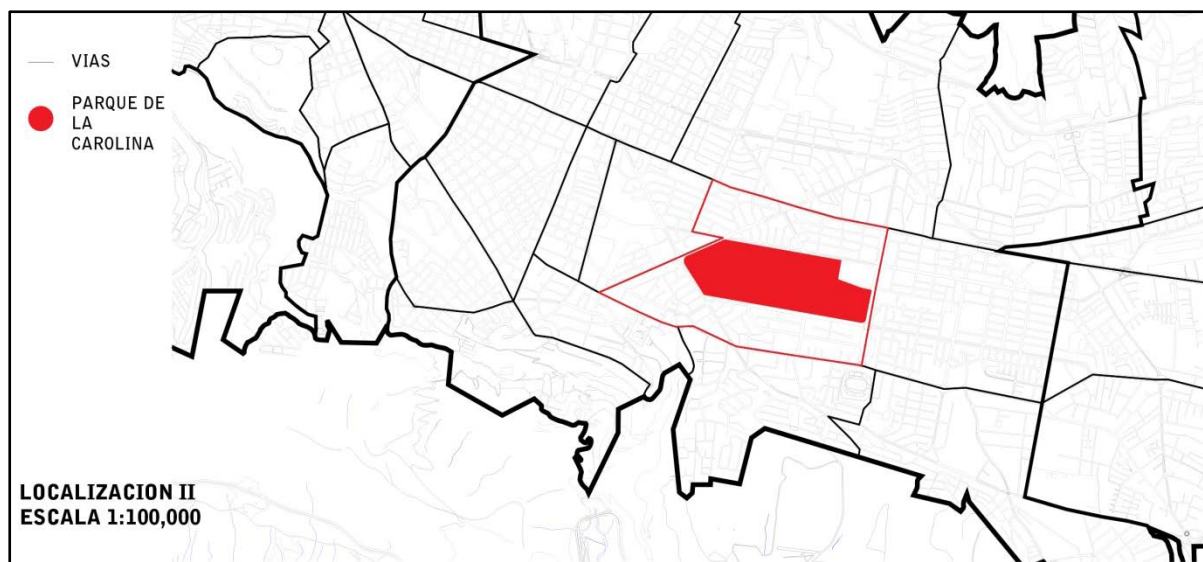 VIAS
PARQUE DE
LA
CAROLINA
LOCALIZACION II
ESCALA 1:100,000